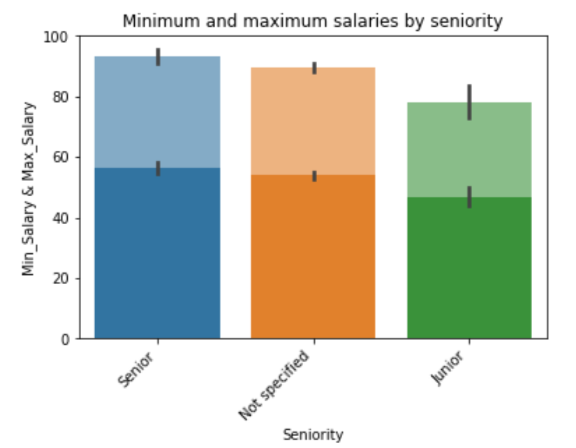 Minimum and maximum salaries by seniority
Min_Salary & Max_Salary
100
80
60
40
20
0
Senior
Not specified
Junior
Seniority